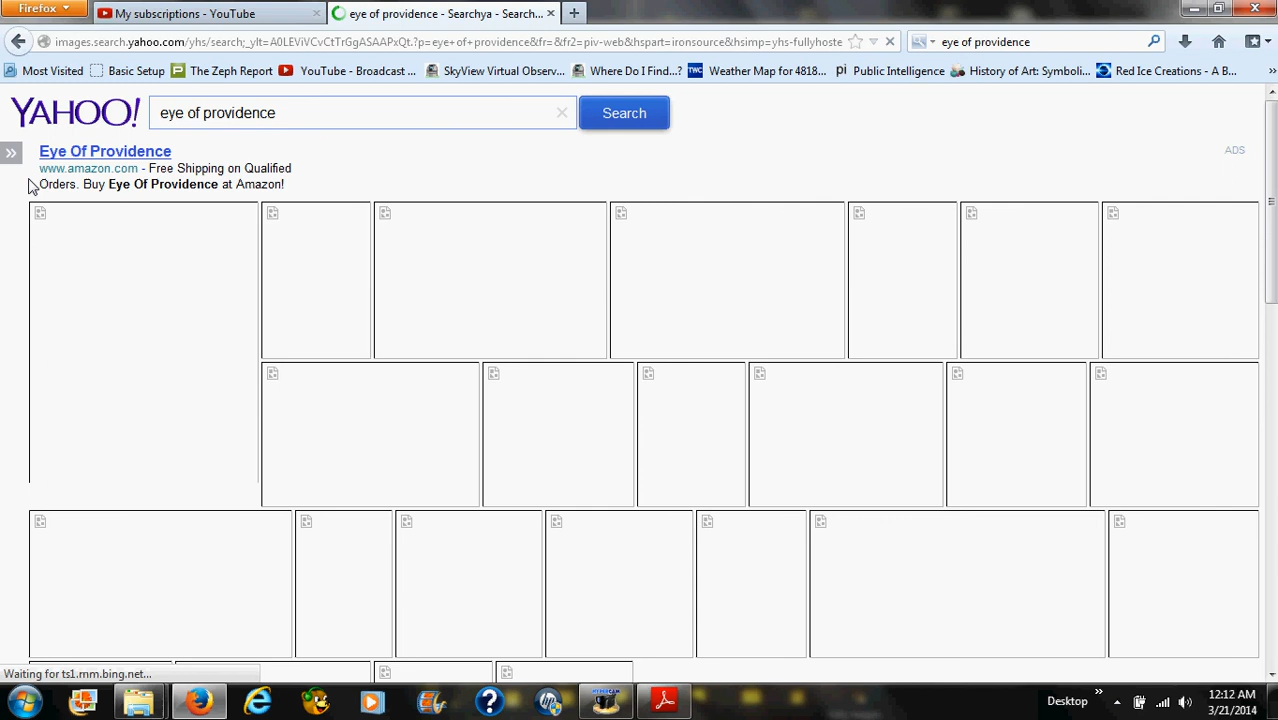 Firefox
My subscriptions - YouTube
eye of providence - Searchya - Search...
images.search.yahoo.com/yhs/search;_ylt=A0LEViVCvCtTrGgASAAPxQt.?p=eye+of+providence&fr=&fr2=piv-web&hspart=ironsource&hsimp=yhs-fullyhoste
eye of providence
Most Visited
Basic Setup
The Zeph Report
YouTube - Broadcast ...
SkyView Virtual Observ...
Where Do I Find...?
TWC
Weather Map for 4818...
pi
Public Intelligence
History of Art: Symboli...
Red Ice Creations - A B...
YAHOO!
eye of providence
Search
Eye Of Providence
ADS
www.amazon.com - Free Shipping on Qualified
Orders. Buy Eye Of Providence at Amazon!
Waiting for ts1.mm.bing.net...
HYPERCAM
hp
Desktop
12:12 AM
3/21/2014